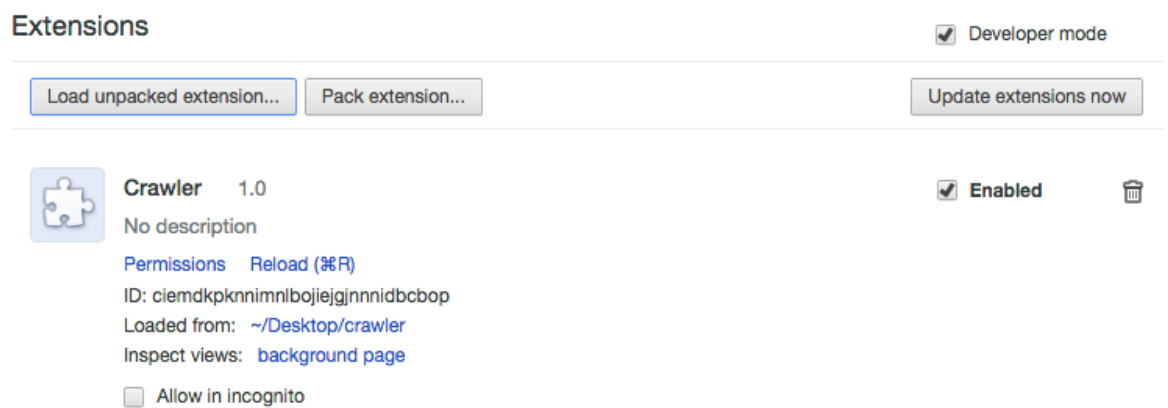 Extensions
Developer mode
Load unpacked extension... Pack extension... Update extensions now
Crawler 1.0 Enabled
No description
Permissions Reload (⌘R)
ID: ciemdkpknnimnlbojiejgjnnnidbcbop
Loaded from: ~/Desktop/crawler
Inspect views: background page
Allow in incognito